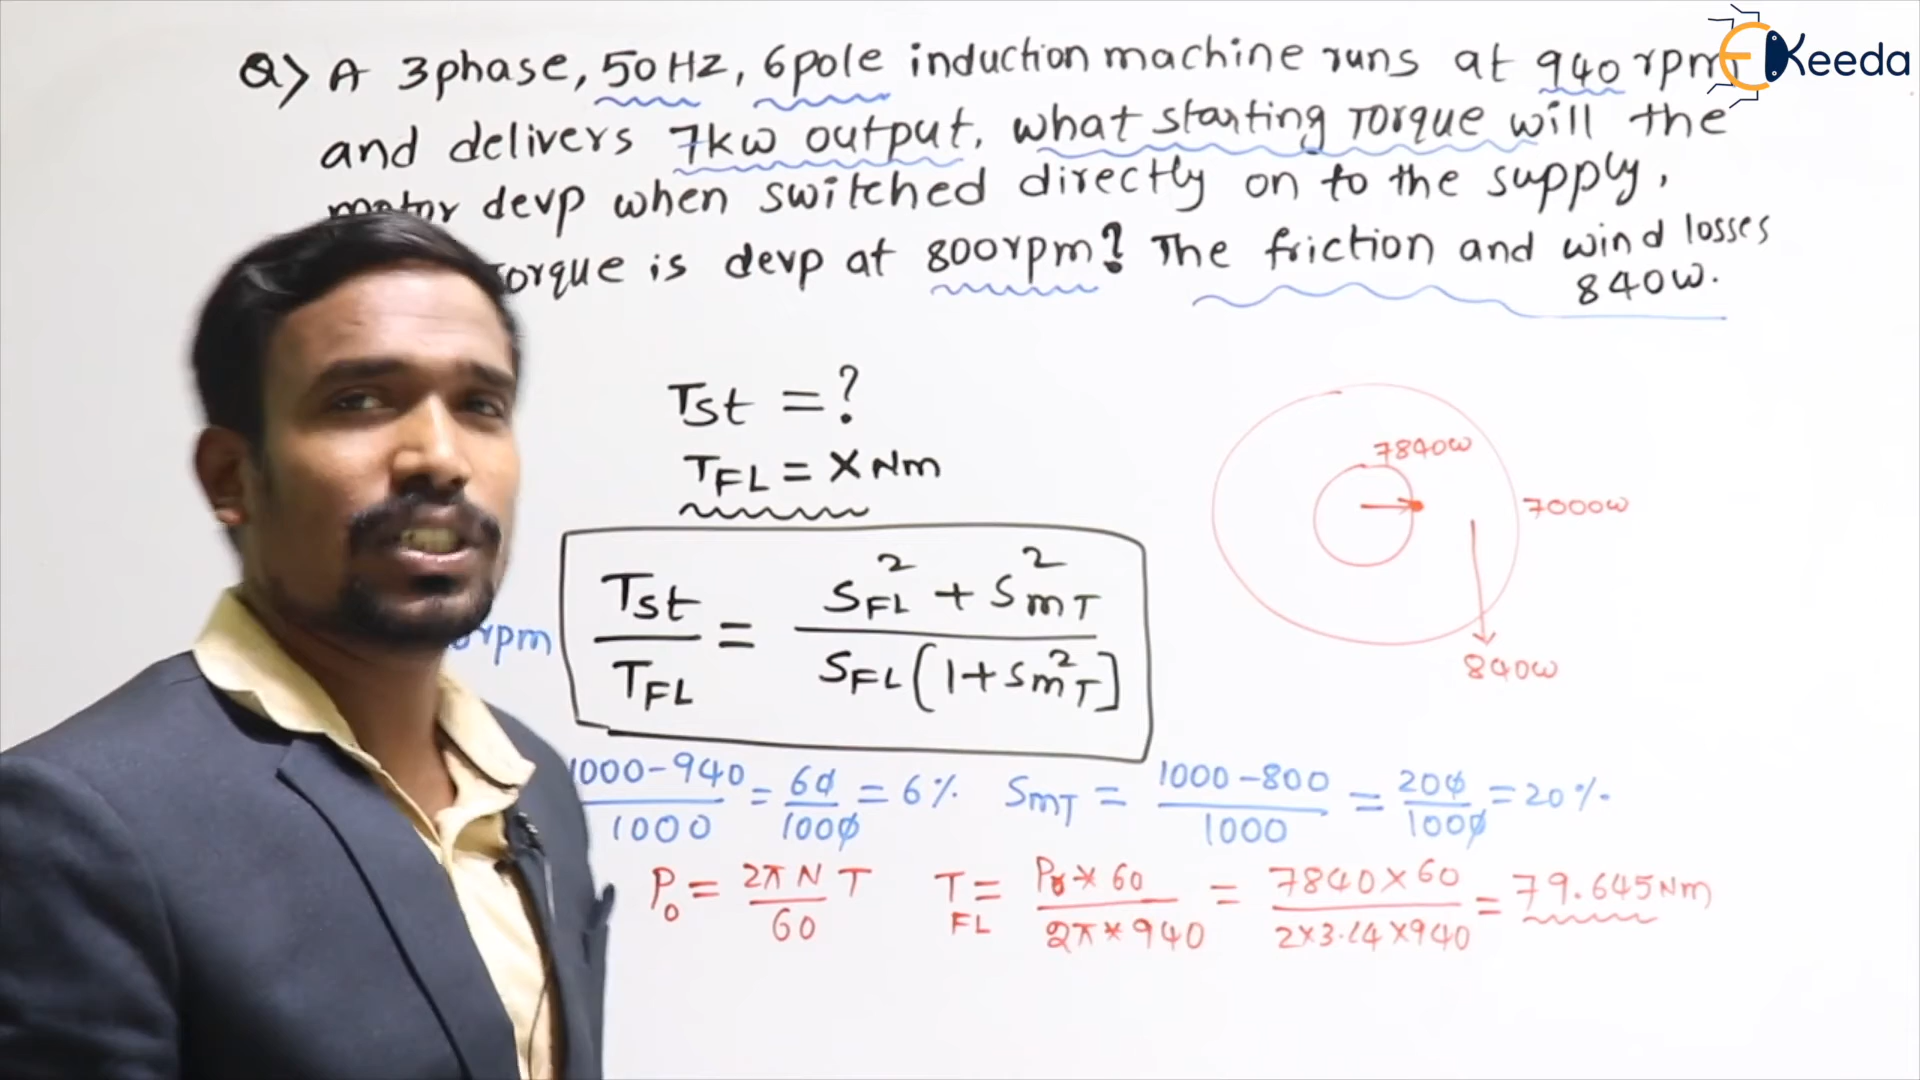 Q) A 3phase, 50Hz, 6pole induction machine runs at 940 rpm
and delivers 7kw output, what starting Torque will the
motor devp when switched directly on to the supply,
Torque is devp at 800rpm? The friction and wind losses
840w.
Keeda
Tst = ?
TFL = X Nm
Tst / TFL = SFL² + SmT² / SFL (1 + SmT²]
rpm
7840w
7000w
840w
1000-940 / 1000 = 60 / 1000 = 6%. SmT = 1000-800 / 1000 = 200 / 1000 = 20%.
P0 = 2πN / 60 T TFL = P * 60 / 2π*940 = 7840×60 / 2×3.14×940 = 79.645Nm